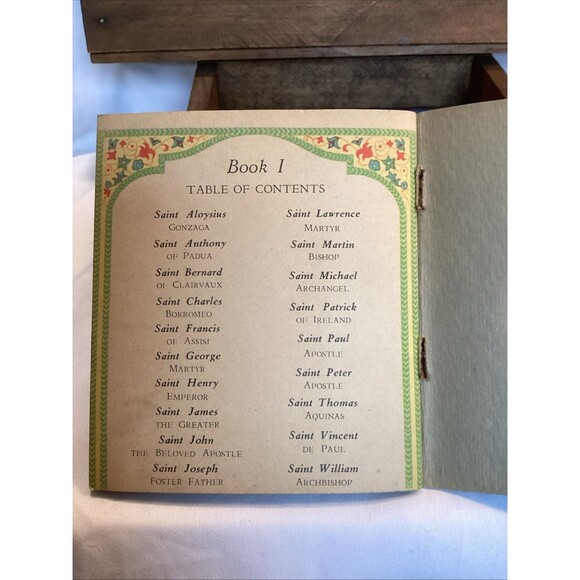 Book I
TABLE OF CONTENTS
Saint Aloysius
GONZAGA
Saint Anthony
OF PADUA
Saint Bernard
OF CLAIRVAUX
Saint Charles
BORROMEO
Saint Francis
OF ASSISI
Saint George
MARTYR
Saint Henry
EMPEROR
Saint James
THE GREATER
Saint John
THE BELOVED APOSTLE
Saint Joseph
FOSTER FATHER
Saint Lawrence
MARTYR
Saint Martin
BISHOP
Saint Michael
ARCHANGEL
Saint Patrick
OF IRELAND
Saint Paul
APOSTLE
Saint Peter
APOSTLE
Saint Thomas
AQUINAS
Saint Vincent
DE PAUL
Saint William
ARCHBISHOP